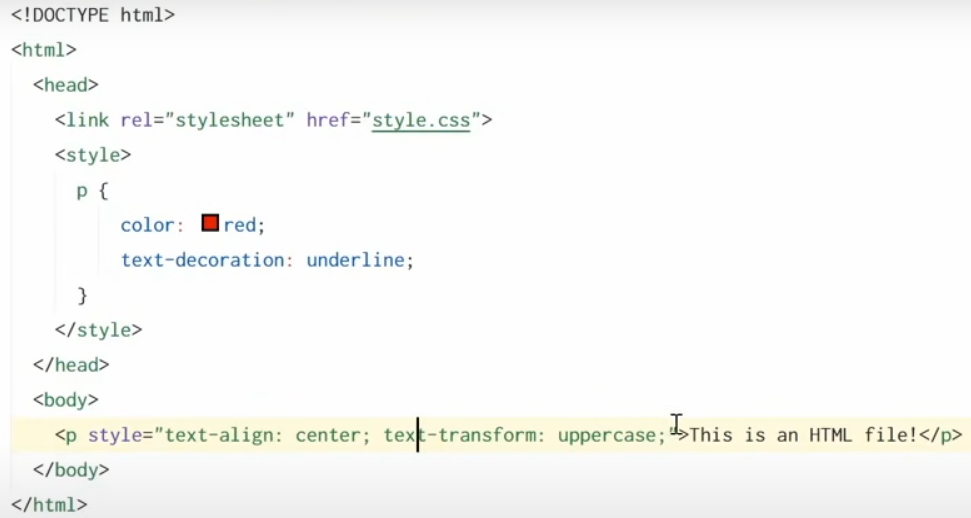 <!DOCTYPE html>
<html>
<head>
<link rel="stylesheet" href="style.css">
<style>
p {
color: red;
text-decoration: underline;
}
</style>
</head>
<body>
<p style="text-align: center; text-transform: uppercase;">This is an HTML file!</p>
</body>
</html>